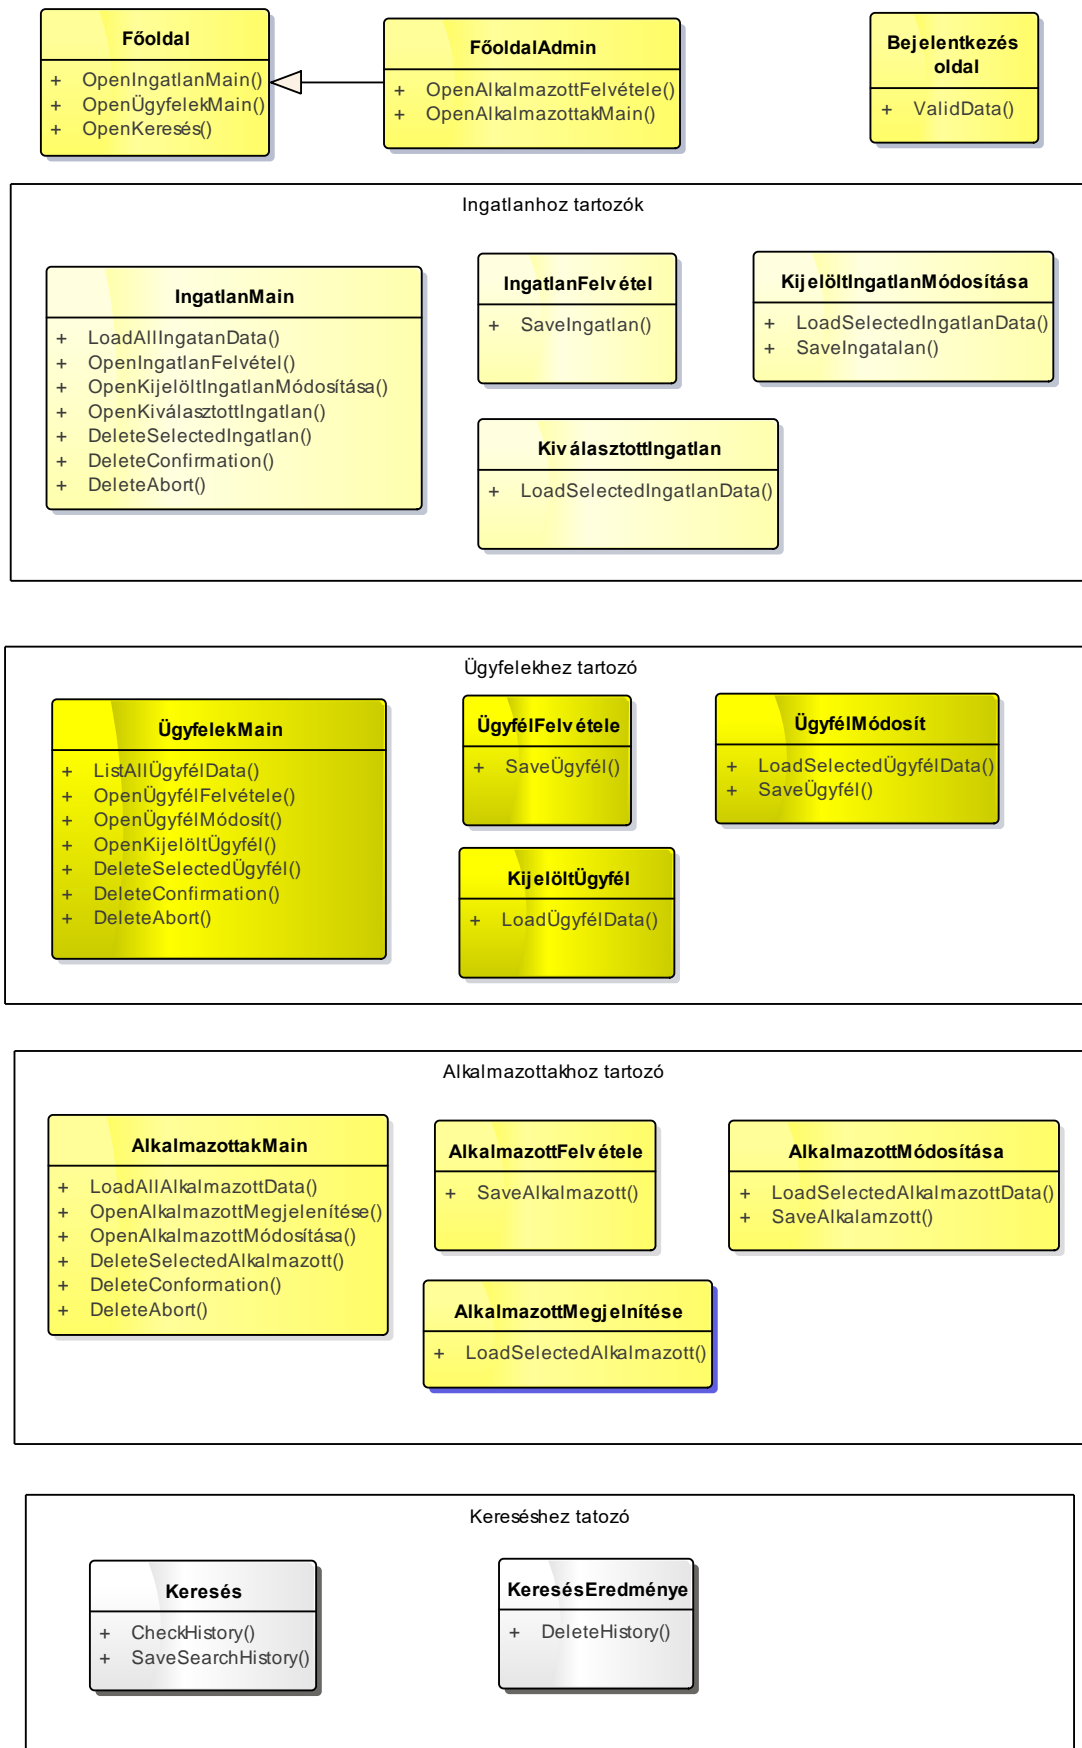 Főoldal
+ OpenIngatlanMain()
+ OpenÜgyfelekMain()
+ OpenKeresés()
FőoldalAdmin
+ OpenAlkalmazottFelvétele()
+ OpenAlkalmazottakMain()
Bejelentkezés
oldal
+ ValidData()
Ingatlanhoz tartozók
IngatlanMain
+ LoadAllIngatanData()
+ OpenIngatlanFelvétel()
+ OpenKijelöltIngatlanMódosítása()
+ OpenKiválasztottIngatlan()
+ DeleteSelectedIngatlan()
+ DeleteConfirmation()
+ DeleteAbort()
IngatlanFelvétel
+ SaveIngatlan()
KijelöltIngatlanMódosítása
+ LoadSelectedIngatlanData()
+ SaveIngatalan()
KiválasztottIngatlan
+ LoadSelectedIngatlanData()
Ügyfelekhez tartozó
ÜgyfelekMain
+ ListAllÜgyfélData()
+ OpenÜgyfélFelvétele()
+ OpenÜgyfélMódosít()
+ OpenKijelöltÜgyfél()
+ DeleteSelectedÜgyfél()
+ DeleteConfirmation()
+ DeleteAbort()
ÜgyfélFelvétele
+ SaveÜgyfél()
ÜgyfélMódosít
+ LoadSelectedÜgyfélData()
+ SaveÜgyfél()
KijelöltÜgyfél
+ LoadÜgyfélData()
Alkalmazottakhoz tartozó
AlkalmazottakMain
+ LoadAllAlkalmazottData()
+ OpenAlkalmazottMegjelenítése()
+ OpenAlkalmazottMódosítása()
+ DeleteSelectedAlkalmazott()
+ DeleteConformation()
+ DeleteAbort()
AlkalmazottFelvétele
+ SaveAlkalmazott()
AlkalmazottMódosítása
+ LoadSelectedAlkalmazottData()
+ SaveAlkalamzott()
AlkalmazottMegjelnítése
+ LoadSelectedAlkalmazott()
Kereséshez tatozó
Keresés
+ CheckHistory()
+ SaveSearchHistory()
KeresésEredménye
+ DeleteHistory()